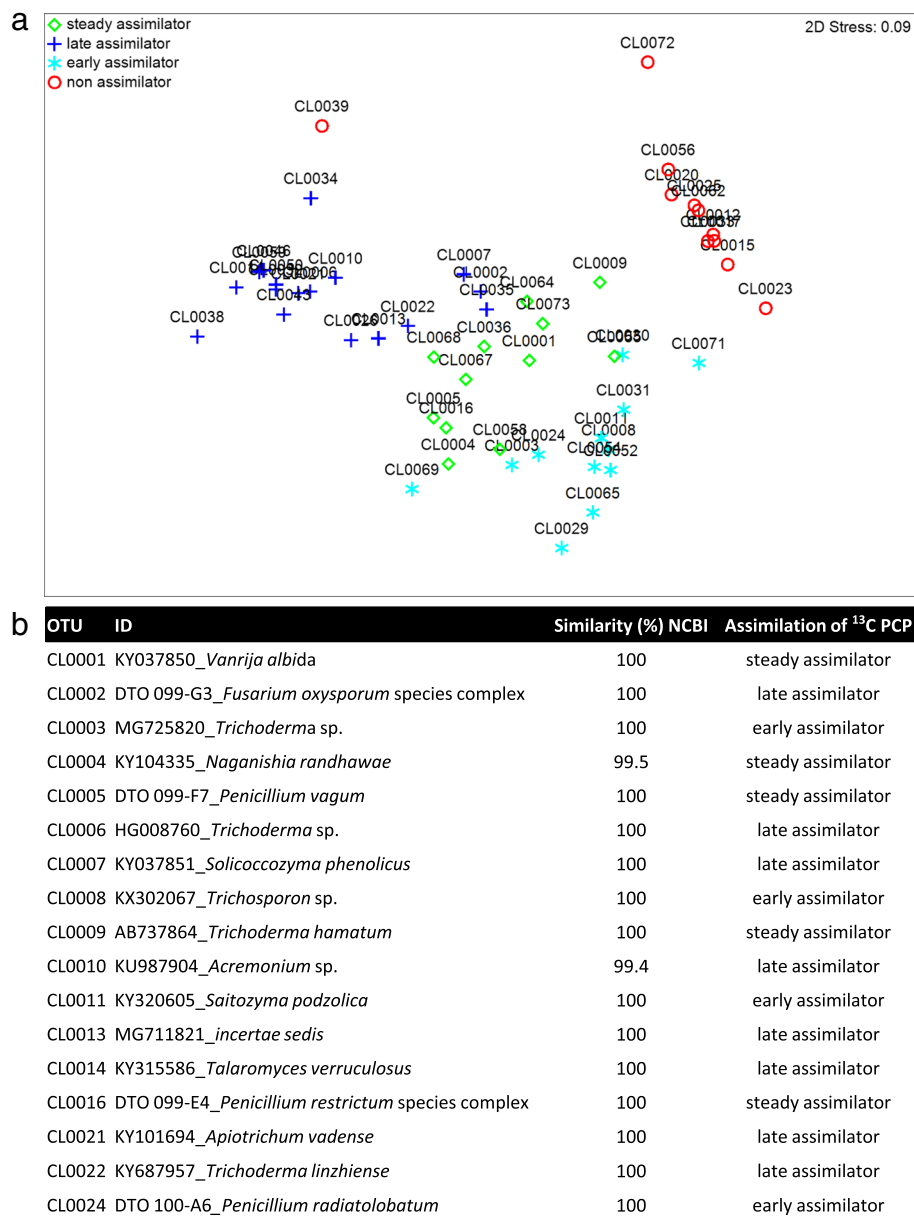 a
steady assimilator
late assimilator
early assimilator
non assimilator
2D Stress: 0.09
CL0072
CL0039
CL0056
CL0034
CL0020
CL0025
CL0062
CL0012
CL0015
CL0007
CL0009
CL0010
CL0002
CL0064
CL0023
CL0035
CL0073
CL0043
CL0022
CL0038
CL0026
CL0013
CL0036
CL0068
CL0001
CL0071
CL0067
CL0031
CL0005
CL0016
CL0011
CL0058
CL0024
CL0008
CL0004
CL0003
CL0054
CL0052
CL0069
CL0065
CL0029
b
OTU ID Similarity (%) NCBI Assimilation of 13C PCP
CL0001 KY037850_Vanrija albida 100 steady assimilator
CL0002 DTO 099-G3_Fusarium oxysporum species complex 100 late assimilator
CL0003 MG725820_Trichoderma sp. 100 early assimilator
CL0004 KY104335_Naganishia randhawae 99.5 steady assimilator
CL0005 DTO 099-F7_Penicillium vagum 100 steady assimilator
CL0006 HG008760_Trichoderma sp. 100 late assimilator
CL0007 KY037851_Solicoccozyma phenolicus 100 late assimilator
CL0008 KX302067_Trichosporon sp. 100 early assimilator
CL0009 AB737864_Trichoderma hamatum 100 steady assimilator
CL0010 KU987904_Acremonium sp. 99.4 late assimilator
CL0011 KY320605_Saitozyma podzolica 100 early assimilator
CL0013 MG711821_incertae sedis 100 late assimilator
CL0014 KY315586_Talaromyces verruculosus 100 late assimilator
CL0016 DTO 099-E4_Penicillium restrictum species complex 100 steady assimilator
CL0021 KY101694_Apiotrichum vadense 100 late assimilator
CL0022 KY687957_Trichoderma linzhiense 100 late assimilator
CL0024 DTO 100-A6_Penicillium radiatolobatum 100 early assimilator